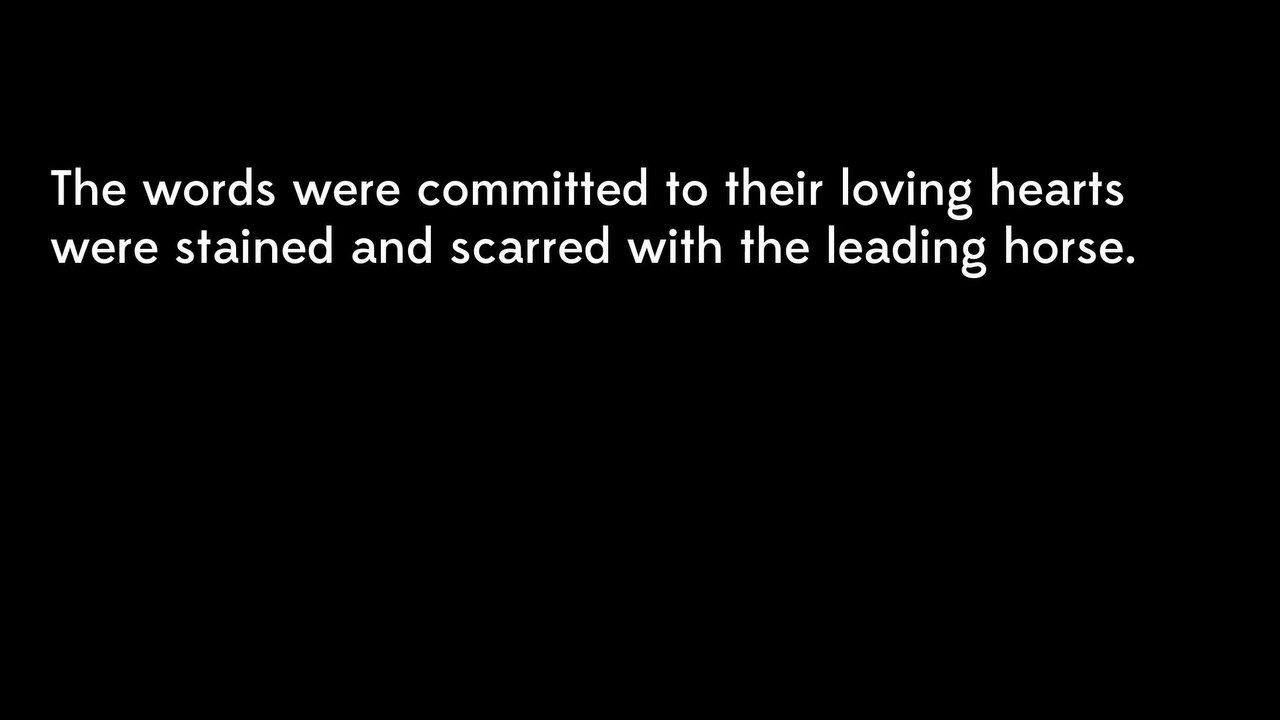 The words were committed to their loving hearts
were stained and scarred with the leading horse.